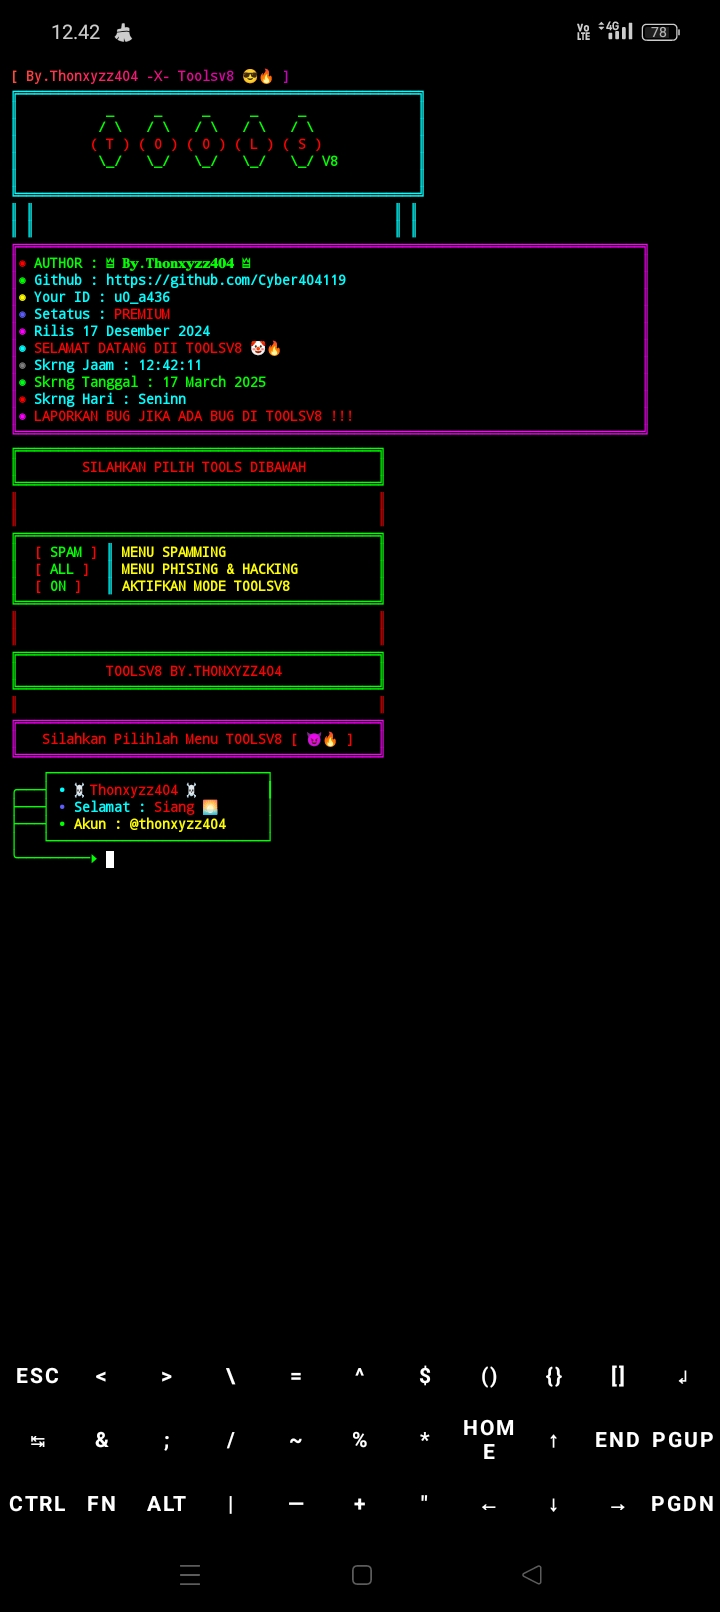 12.42 Vo LTE 4G 78
[ By.Thonxyzz404 -X- Toolsv8 😎🔥 ]
( T ) ( O ) ( O ) ( L ) ( S )
V8
AUTHOR : 𝐁𝐲.𝐓𝐡𝐨𝐧𝐱𝐲𝐳𝐳𝟒𝟎𝟒
Github : https://github.com/Cyber404119
Your ID : u0_a436
Setatus : PREMIUM
Rilis 17 Desember 2024
SELAMAT DATANG DII TOOLSV8 🤡🔥
Skrng Jaam : 12:42:11
Skrng Tanggal : 17 March 2025
Skrng Hari : Seninn
LAPORKAN BUG JIKA ADA BUG DI TOOLSV8 !!!
SILAHKAN PILIH TOOLS DIBAWAH
[ SPAM ] ║ MENU SPAMMING
[ ALL ] ║ MENU PHISING & HACKING
[ ON ] ║ AKTIFKAN MODE TOOLSV8
TOOLSV8 BY.THONXYZZ404
Silahkan Pilihlah Menu TOOLSV8 [ 😈🔥 ]
• ☠ Thonxyzz404 ☠
• Selamat : Siang 🌅
• Akun : @thonxyzz404
ESC < > \ = ^ $ () {} [] ↲
↹ & ; / ~ % * HOME ↑ END PGUP
CTRL FN ALT | — + " ← ↓ → PGDN